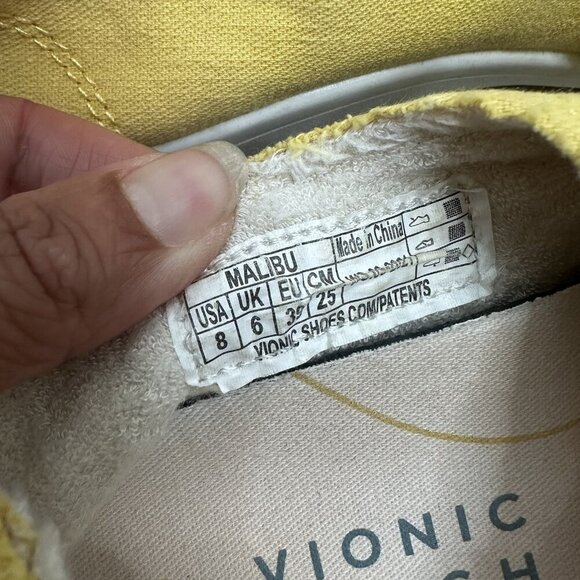 MALIBU
Made in China
USA UK EU CM
8 6 39 25
VIONIC SHOES.COM/PATENTS
VIONIC